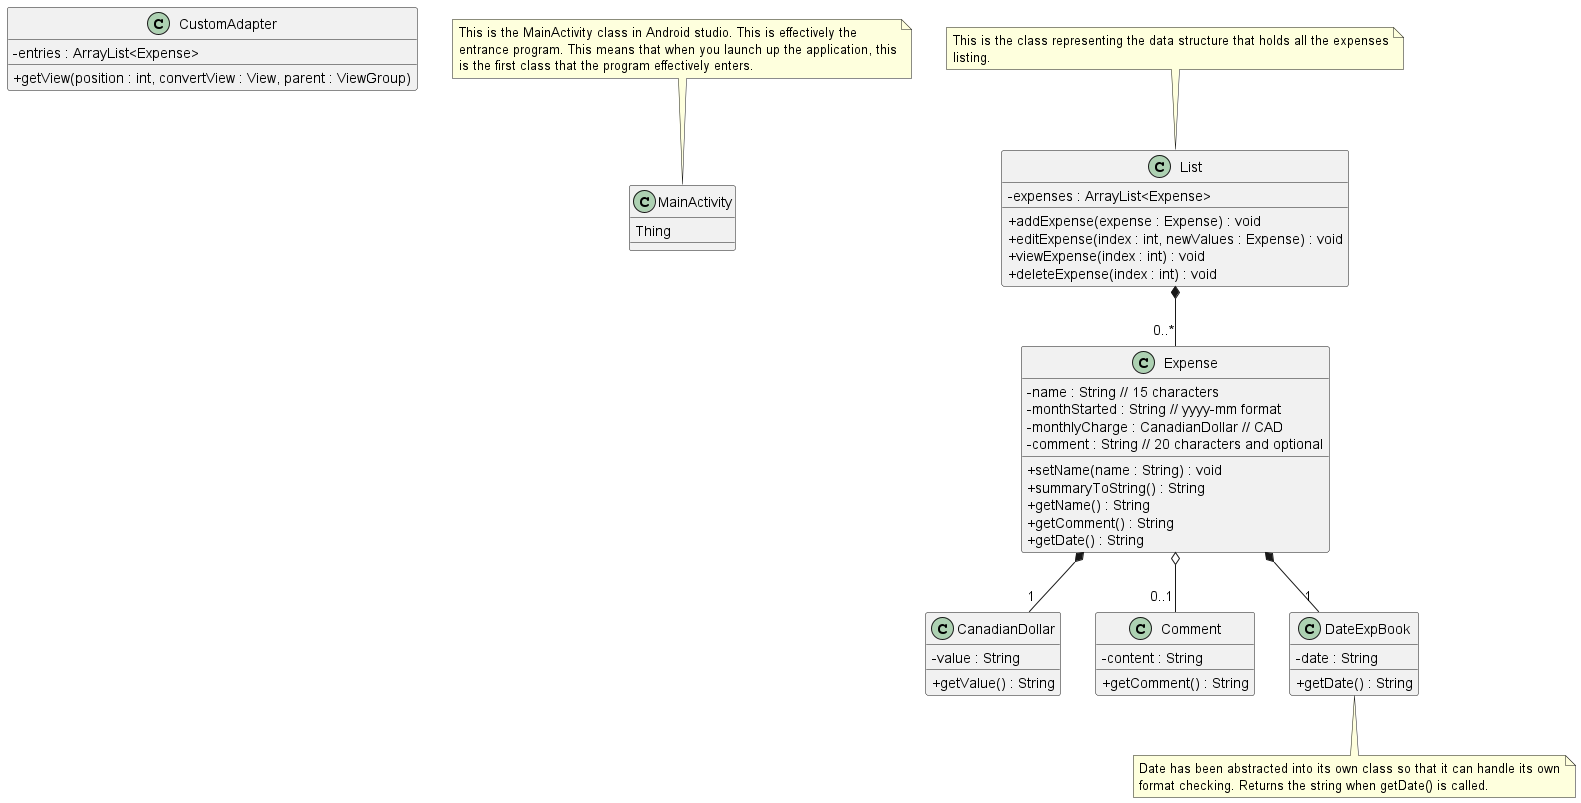 C CustomAdapter
-entries : ArrayList<Expense>
+getView(position : int, convertView : View, parent : ViewGroup)
This is the MainActivity class in Android studio. This is effectively the
entrance program. This means that when you launch up the application, this
is the first class that the program effectively enters.
C MainActivity
Thing
This is the class representing the data structure that holds all the expenses
listing.
C List
-expenses : ArrayList<Expense>
+addExpense(expense : Expense) : void
+editExpense(index : int, newValues : Expense) : void
+viewExpense(index : int) : void
+deleteExpense(index : int) : void
0..*
C Expense
-name : String // 15 characters
-monthStarted : String // yyyy-mm format
-monthlyCharge : CanadianDollar // CAD
-comment : String // 20 characters and optional
+setName(name : String) : void
+summaryToString() : String
+getName() : String
+getComment() : String
+getDate() : String
1
0..1
1
C CanadianDollar
-value : String
+getValue() : String
C Comment
-content : String
+getComment() : String
C DateExpBook
-date : String
+getDate() : String
Date has been abstracted into its own class so that it can handle its own
format checking. Returns the string when getDate() is called.